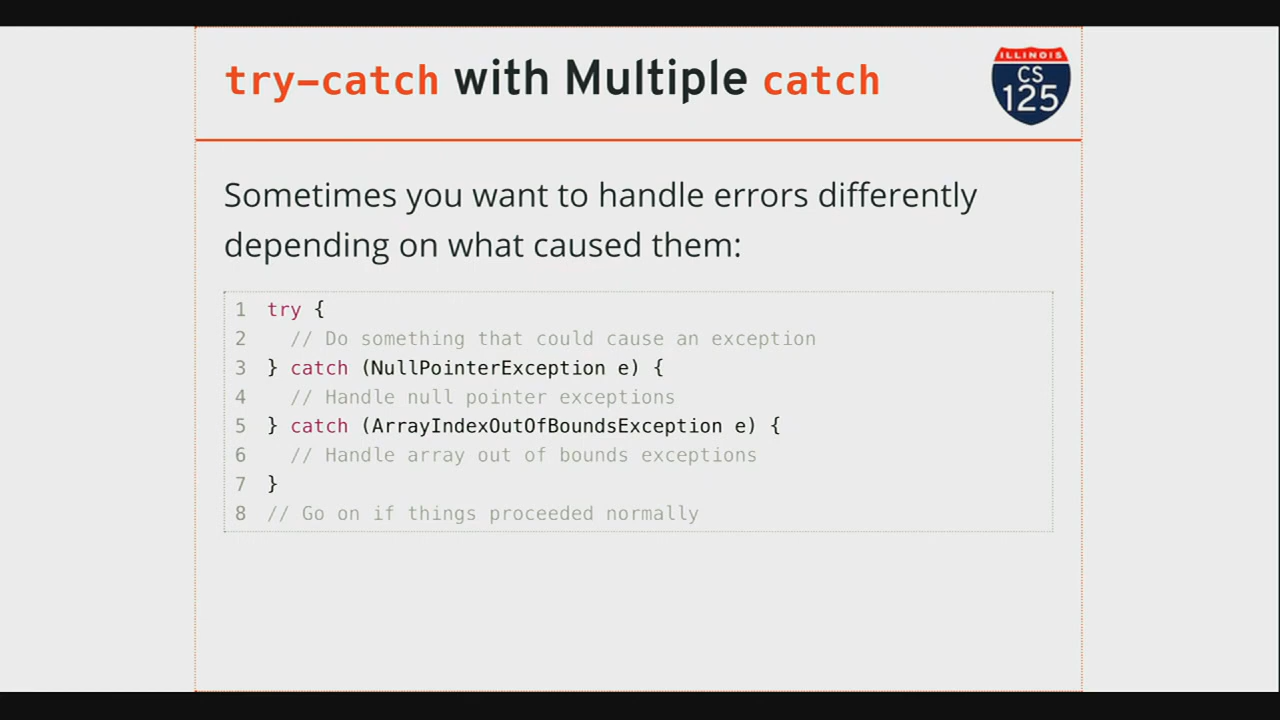 try-catch with Multiple catch
ILLINOIS
CS
125
Sometimes you want to handle errors differently
depending on what caused them:
1 try {
2   // Do something that could cause an exception
3 } catch (NullPointerException e) {
4   // Handle null pointer exceptions
5 } catch (ArrayIndexOutOfBoundsException e) {
6   // Handle array out of bounds exceptions
7 }
8 // Go on if things proceeded normally